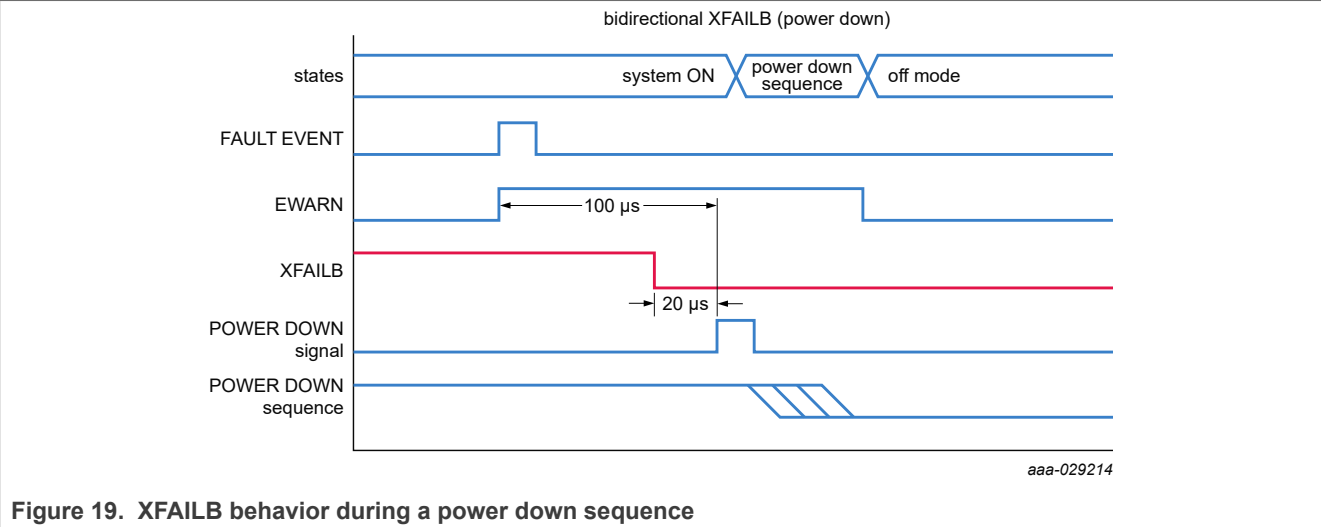 bidirectional XFAILB (power down)
states
system ON
power down
sequence
off mode
FAULT EVENT
EWARN
100 µs
XFAILB
20 µs
POWER DOWN
signal
POWER DOWN
sequence
aaa-029214
Figure 19. XFAILB behavior during a power down sequence